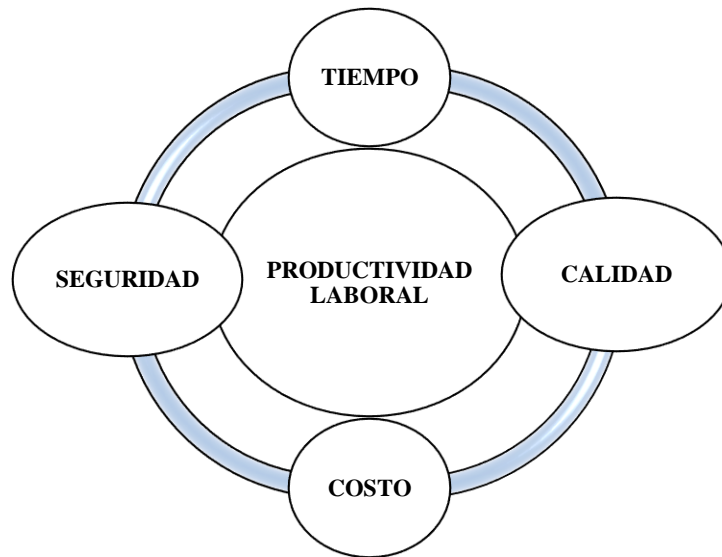 TIEMPO
SEGURIDAD
PRODUCTIVIDAD
LABORAL
CALIDAD
COSTO